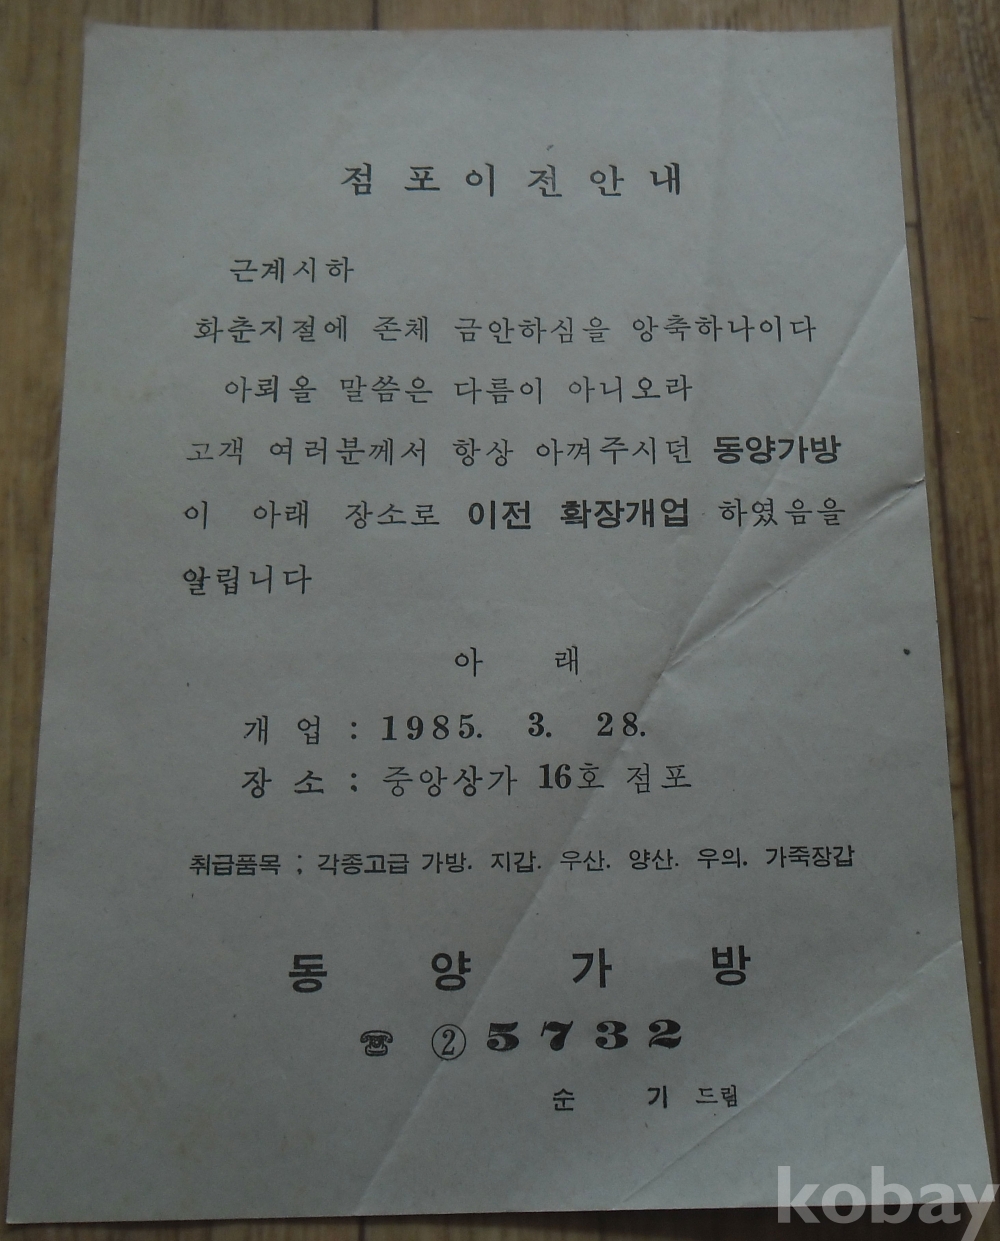 점포이전안내
근계시하
화춘지절에 존체 금안하심을 앙축하나이다
아뢰올 말씀은 다름이 아니오라
고객 여러분께서 항상 아껴주시던 동양가방
이 아래 장소로 이전 확장개업 하였음을
알립니다
아 래
개 업 : 1985. 3. 28.
장 소 : 중앙상가 16호 점포
취급품목 ; 각종고급 가방. 지갑. 우산. 양산. 우의. 가죽장갑
동 양 가 방
☎ ② 5732
순 기 드림
kobay